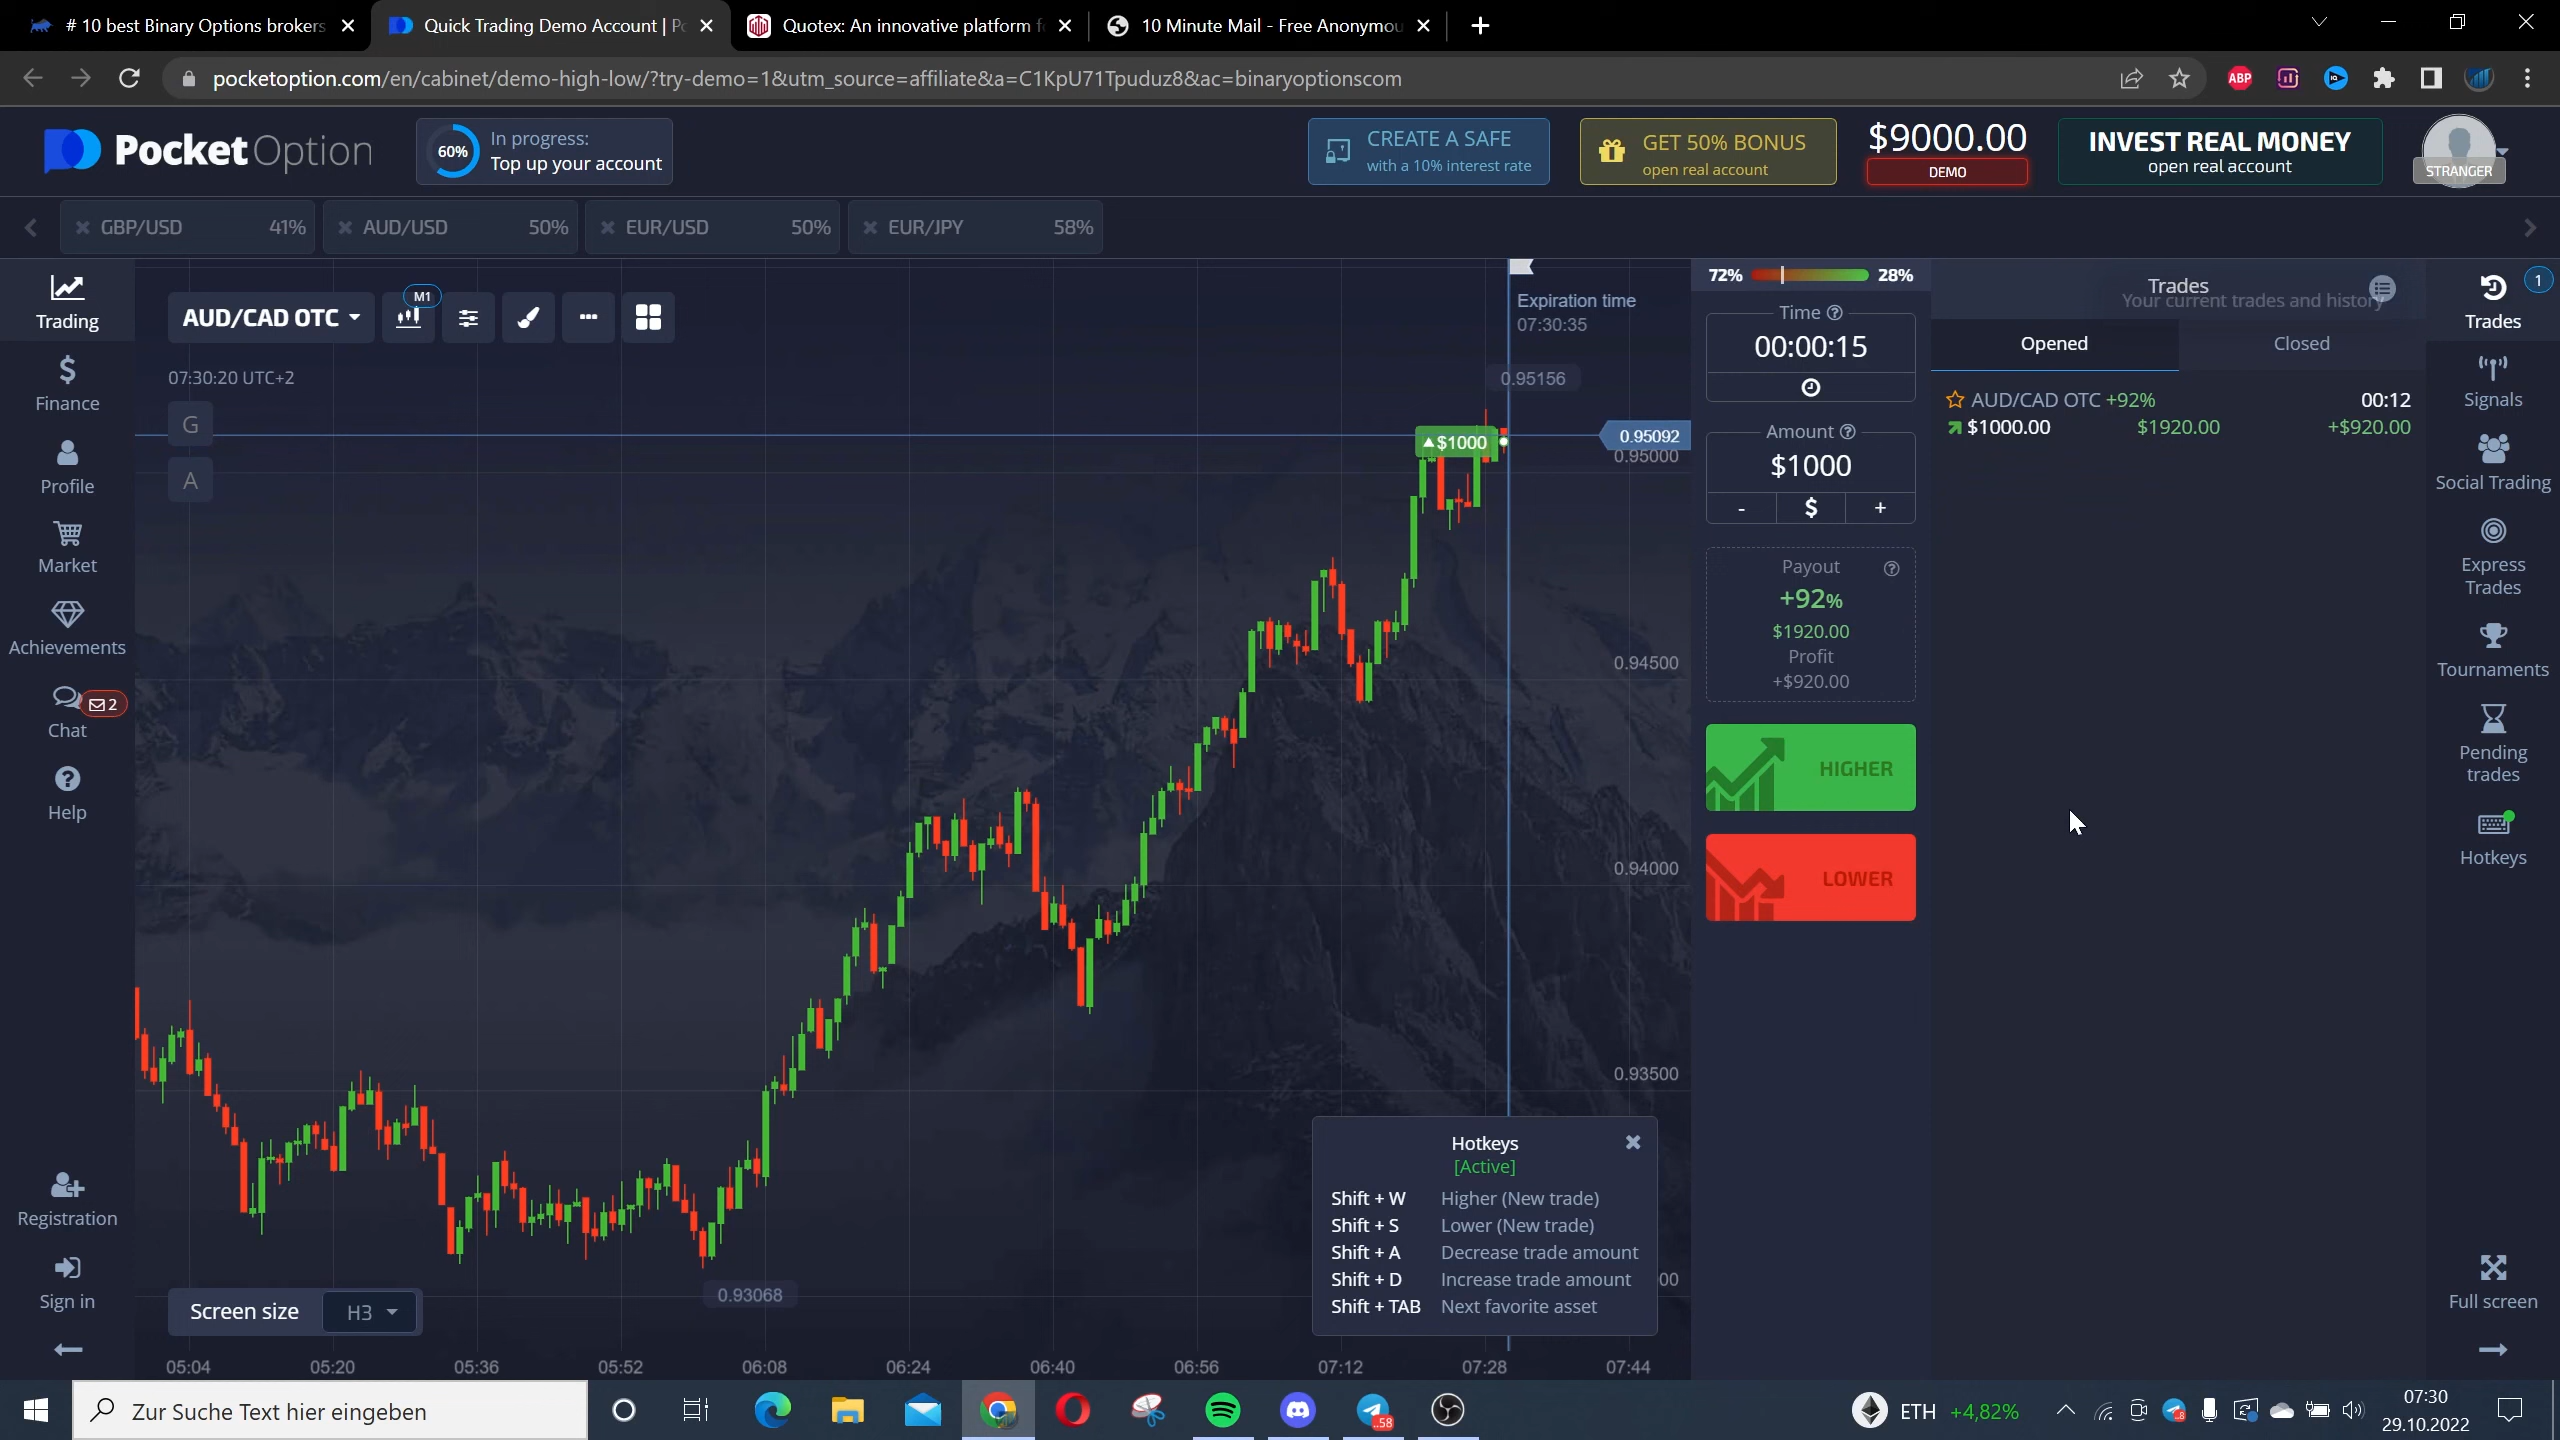 # 10 best Binary Options brokers
Quick Trading Demo Account | Po
Quotex: An innovative platform f
10 Minute Mail - Free Anonymou
pocketoption.com/en/cabinet/demo-high-low/?try-demo=1&utm_source=affiliate&a=C1KpU71Tpuduz8&ac=binaryoptionscom
ABP
PocketOption
60%
In progress:
Top up your account
CREATE A SAFE
with a 10% interest rate
GET 50% BONUS
open real account
$9000.00
DEMO
INVEST REAL MONEY
open real account
STRANGER
GBP/USD 41%
AUD/USD 50%
EUR/USD 50%
EUR/JPY 58%
Trading
Finance
Profile
Market
Achievements
2
Chat
Help
Registration
Sign in
AUD/CAD OTC
M1
07:30:20 UTC+2
G
A
Expiration time
07:30:35
0.95156
$1000
0.95092
0.95000
0.94500
0.94000
0.93500
00
0.93068
Hotkeys
[Active]
Shift + W Higher (New trade)
Shift + S Lower (New trade)
Shift + A Decrease trade amount
Shift + D Increase trade amount
Shift + TAB Next favorite asset
Screen size H3
05:04 05:20 05:36 05:52 06:08 06:24 06:40 06:56 07:12 07:28 07:44
72% 28%
Time
00:00:15
Amount
$1000
- $ +
Payout
+92%
$1920.00
Profit
+$920.00
HIGHER
LOWER
Trades
Your current trades and history
Opened Closed
AUD/CAD OTC +92% 00:12
$1000.00 $1920.00 +$920.00
1
Trades
Signals
Social Trading
Express
Trades
Tournaments
Pending
trades
Hotkeys
Full screen
Zur Suche Text hier eingeben
58
ETH +4,82%
07:30
29.10.2022